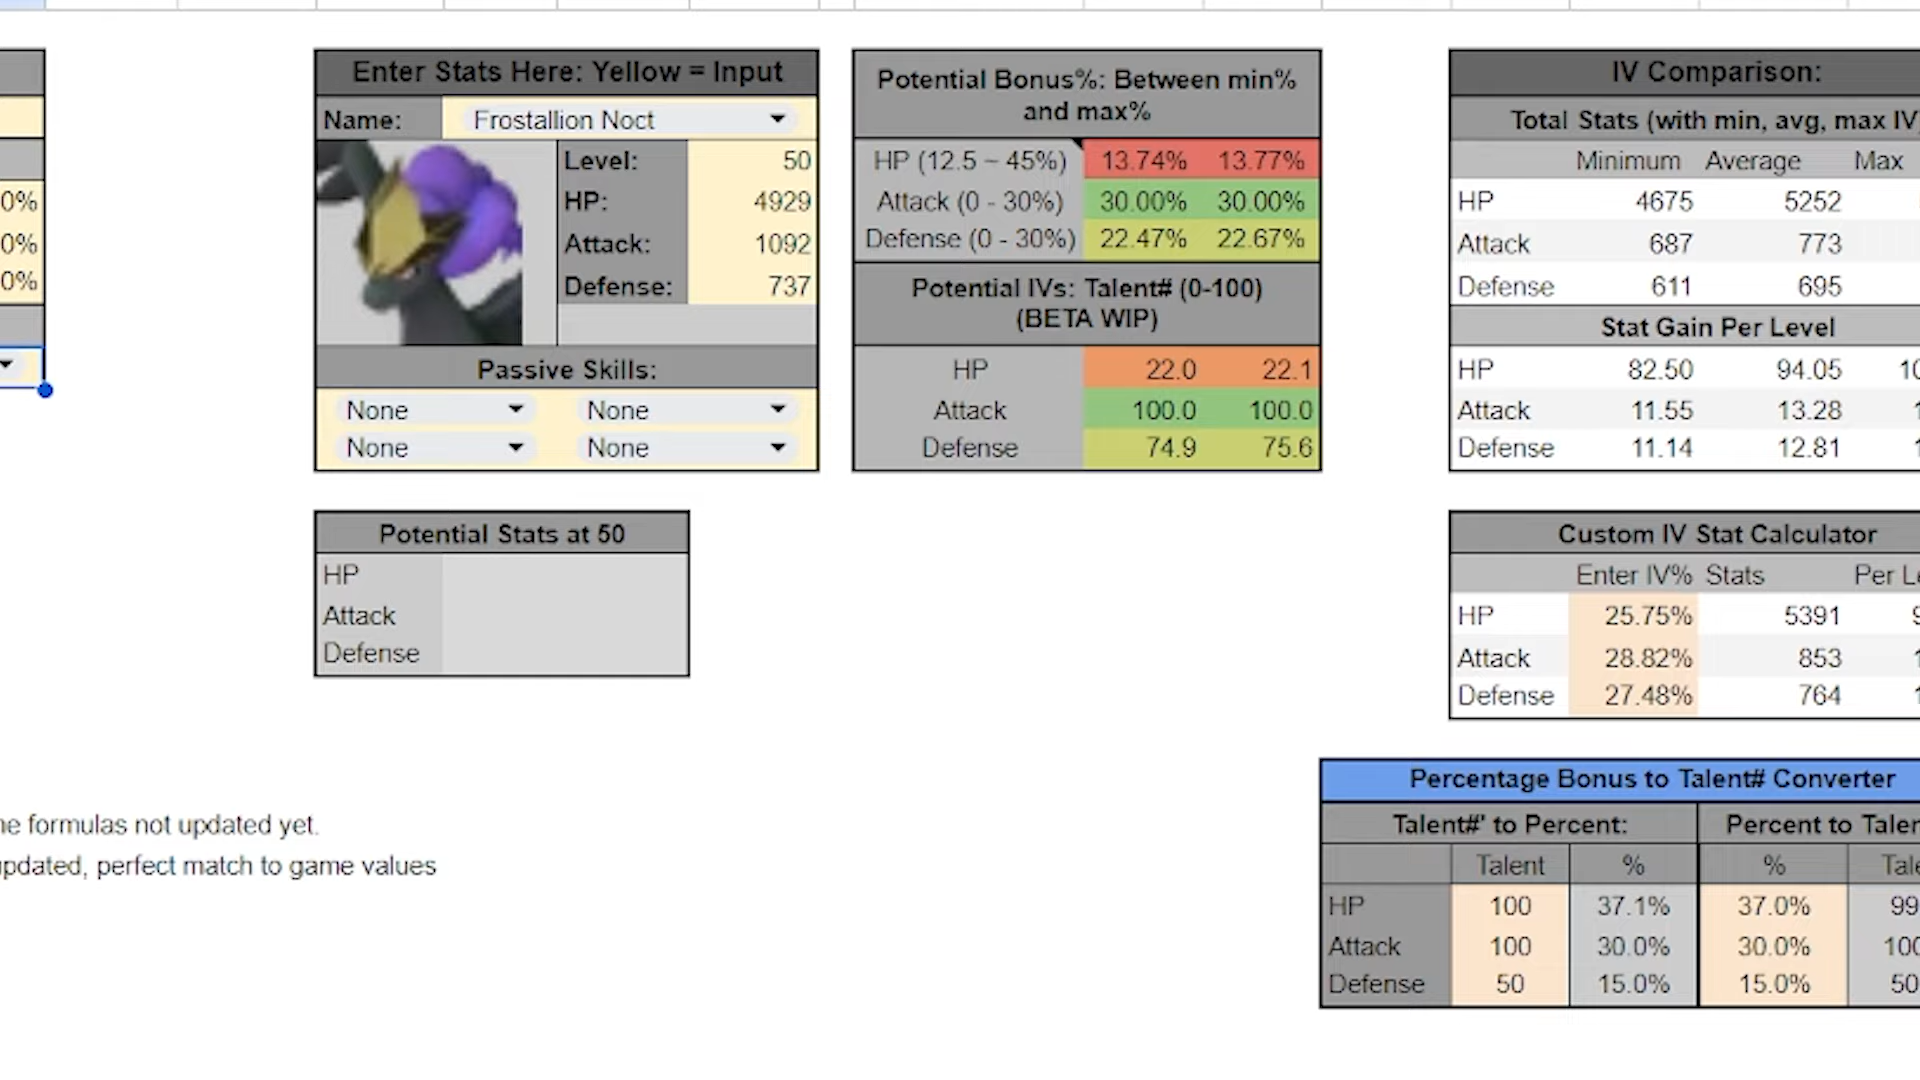 0%
0%
0%
Enter Stats Here: Yellow = Input
Name: Frostallion Noct
Level: 50
HP: 4929
Attack: 1092
Defense: 737
Passive Skills:
None None
None None
Potential Bonus%: Between min%
and max%
HP (12.5 – 45%) 13.74% 13.77%
Attack (0 - 30%) 30.00% 30.00%
Defense (0 - 30%) 22.47% 22.67%
Potential IVs: Talent# (0-100)
(BETA WIP)
HP 22.0 22.1
Attack 100.0 100.0
Defense 74.9 75.6
IV Comparison:
Total Stats (with min, avg, max IV)
Minimum Average Max
HP 4675 5252
Attack 687 773
Defense 611 695
Stat Gain Per Level
HP 82.50 94.05
Attack 11.55 13.28
Defense 11.14 12.81
Potential Stats at 50
HP
Attack
Defense
Custom IV Stat Calculator
Enter IV% Stats Per
HP 25.75% 5391
Attack 28.82% 853
Defense 27.48% 764
formulas not updated yet.
perfect match to game values
Percentage Bonus to Talent# Converter
Talent#' to Percent: Percent to
Talent % %
HP 100 37.1% 37.0%
Attack 100 30.0% 30.0%
Defense 50 15.0% 15.0%